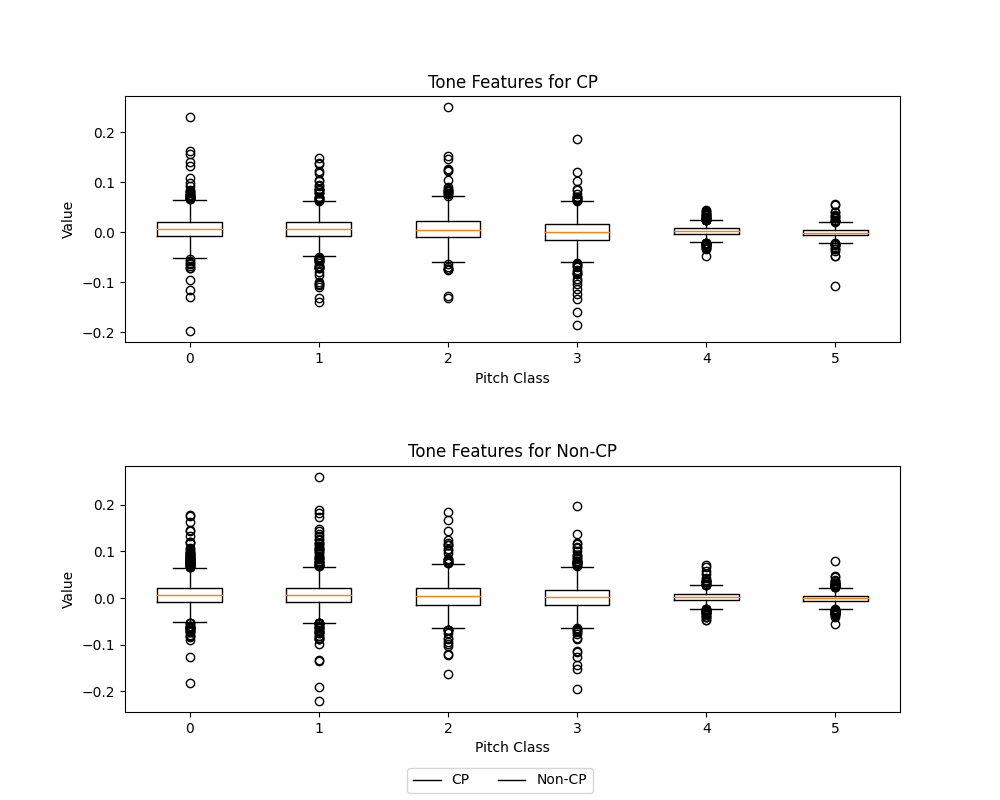 Tone Features for CP
0.2
0.1
0.0
−0.1
−0.2
Value
0 1 2 3 4 5
Pitch Class
Tone Features for Non-CP
0.2
0.1
0.0
−0.1
−0.2
Value
0 1 2 3 4 5
Pitch Class
CP Non-CP